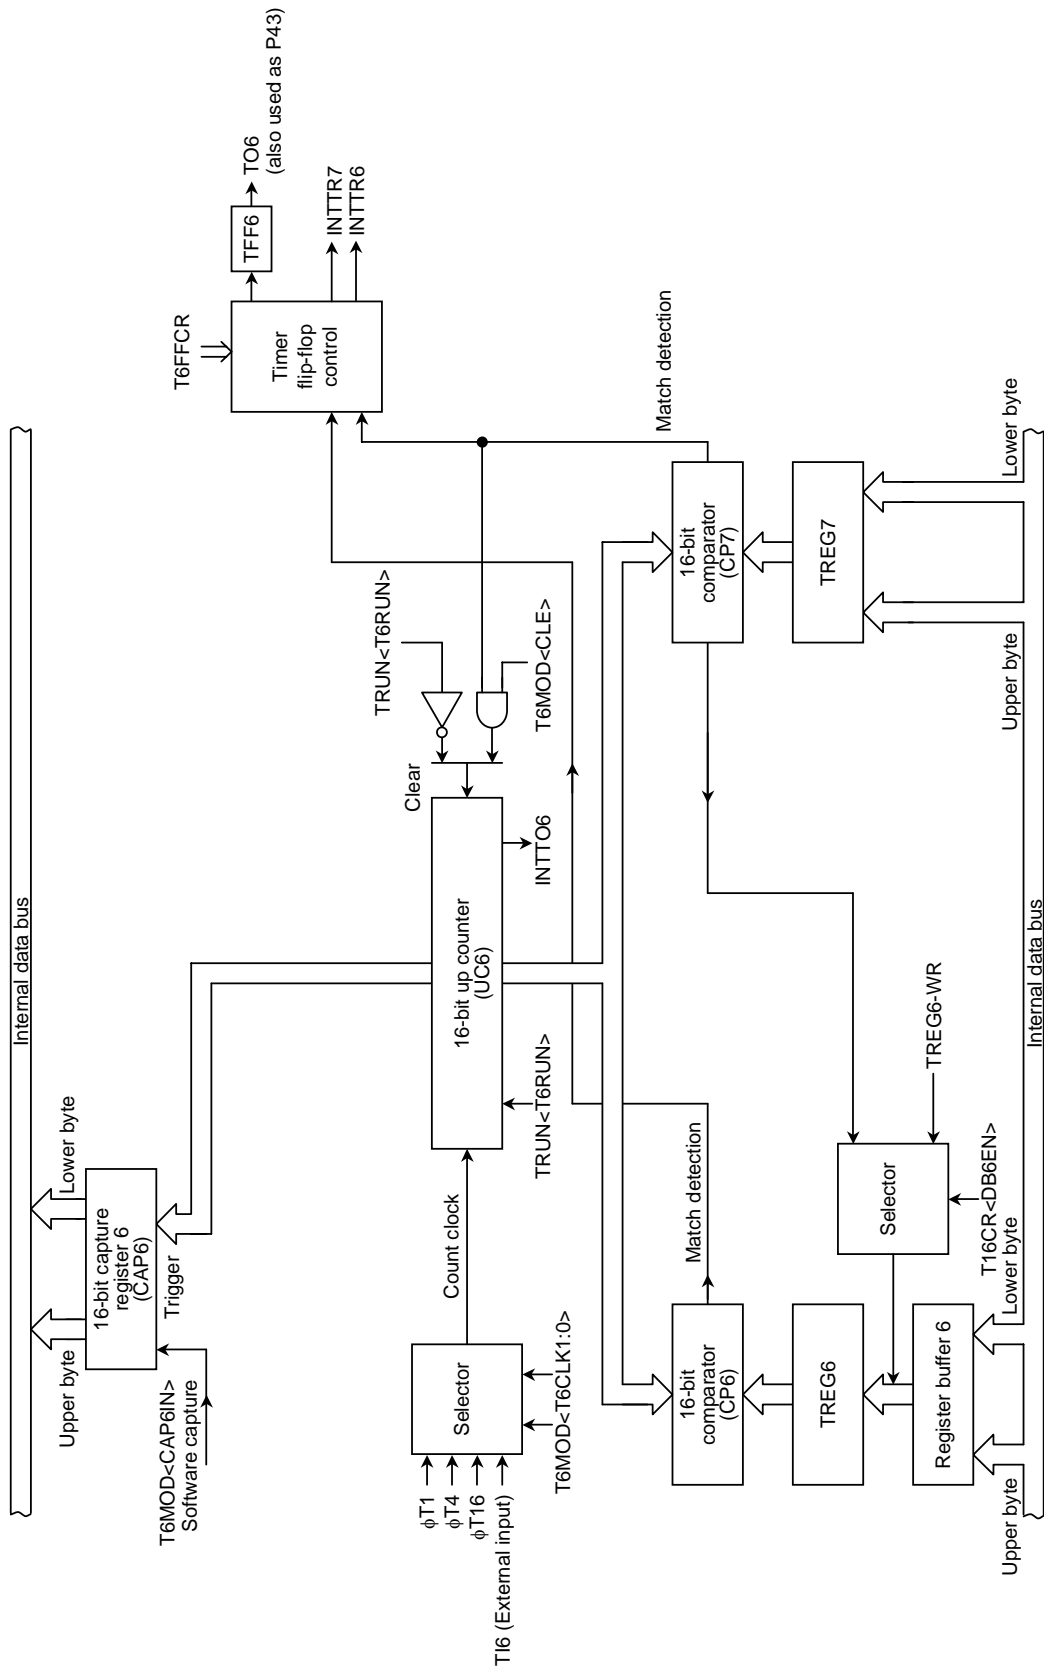 Internal data bus
Upper byte
Lower byte
T6MOD<CAP6IN>
Software capture
16-bit capture
register 6
(CAP6)
Trigger
T6FFCR
TFF6
TO6
(also used as P43)
Timer
flip-flop
control
INTTR7
INTTR6
φT1
φT4
φT16
TI6 (External input)
Selector
T6MOD<T6CLK1:0>
Count clock
16-bit up counter
(UC6)
Clear
TRUN<T6RUN>
TRUN<T6RUN>
INTTO6
T6MOD<CLE>
Match detection
Match detection
16-bit
comparator
(CP6)
16-bit
comparator
(CP7)
TREG6
TREG7
Selector
TREG6-WR
T16CR<DB6EN>
Register buffer 6
Upper byte
Lower byte
Upper byte
Lower byte
Internal data bus